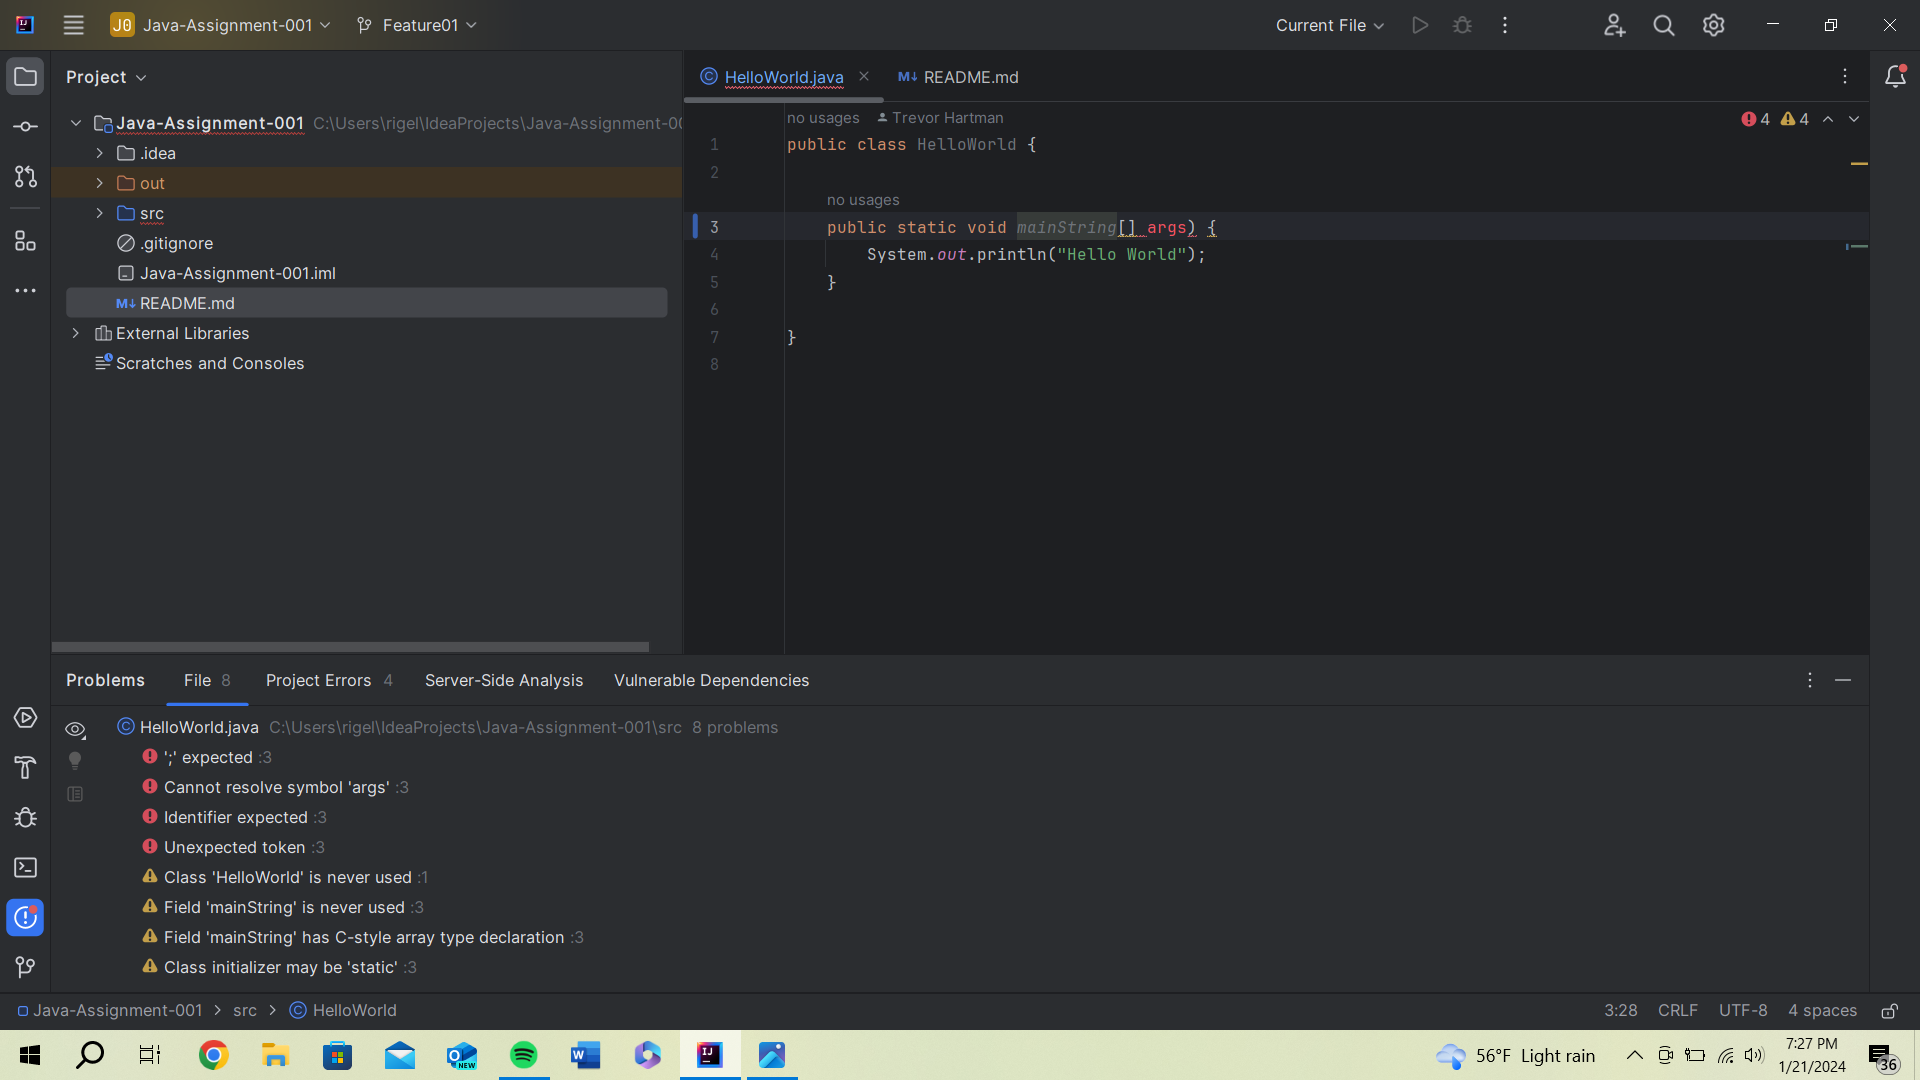 J0 Java-Assignment-001 Feature01 Current File
Project
Java-Assignment-001 C:\Users\rigel\IdeaProjects\Java-Assignment-00
.idea
out
src
.gitignore
Java-Assignment-001.iml
M↓ README.md
External Libraries
Scratches and Consoles
HelloWorld.java M↓ README.md
no usages Trevor Hartman 4 4
1 public class HelloWorld {
2
no usages
3 public static void mainString[] args) {
4 System.out.println("Hello World");
5 }
6
7 }
8
Problems File 8 Project Errors 4 Server-Side Analysis Vulnerable Dependencies
HelloWorld.java C:\Users\rigel\IdeaProjects\Java-Assignment-001\src 8 problems
';' expected :3
Cannot resolve symbol 'args' :3
Identifier expected :3
Unexpected token :3
Class 'HelloWorld' is never used :1
Field 'mainString' is never used :3
Field 'mainString' has C-style array type declaration :3
Class initializer may be 'static' :3
Java-Assignment-001 > src > HelloWorld 3:28 CRLF UTF-8 4 spaces
56°F Light rain 7:27 PM
1/21/2024
36